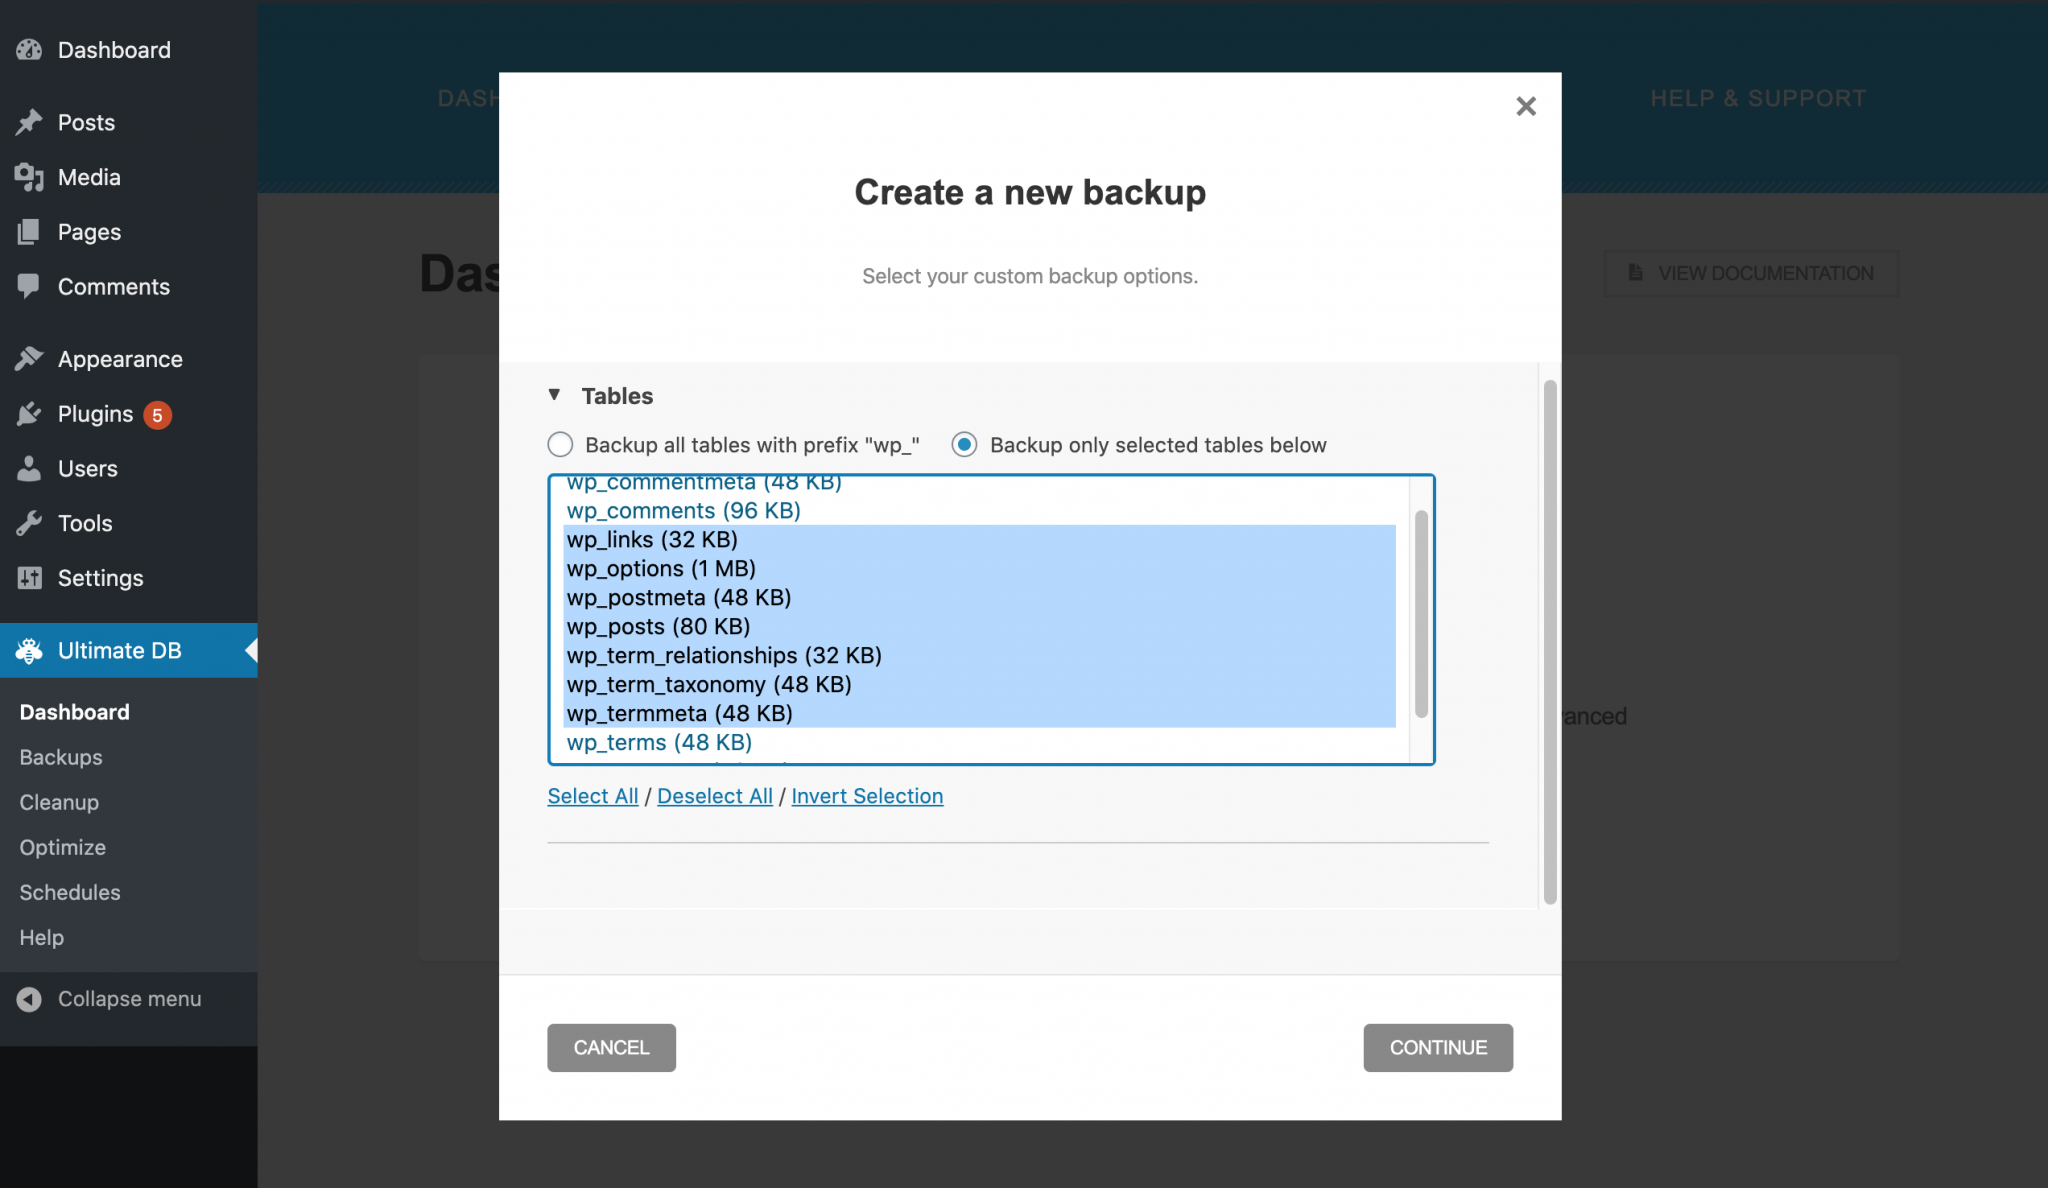 Dashboard
Posts
Media
Pages
Comments
Appearance
Plugins 5
Users
Tools
Settings
Ultimate DB
Dashboard
Backups
Cleanup
Optimize
Schedules
Help
Collapse menu
DASH
HELP & SUPPORT
Das
VIEW DOCUMENTATION
anced
Create a new backup
Select your custom backup options.
Tables
Backup all tables with prefix "wp_" Backup only selected tables below
wp_commentmeta (48 KB)
wp_comments (96 KB)
wp_links (32 KB)
wp_options (1 MB)
wp_postmeta (48 KB)
wp_posts (80 KB)
wp_term_relationships (32 KB)
wp_term_taxonomy (48 KB)
wp_termmeta (48 KB)
wp_terms (48 KB)
Select All / Deselect All / Invert Selection
CANCEL
CONTINUE